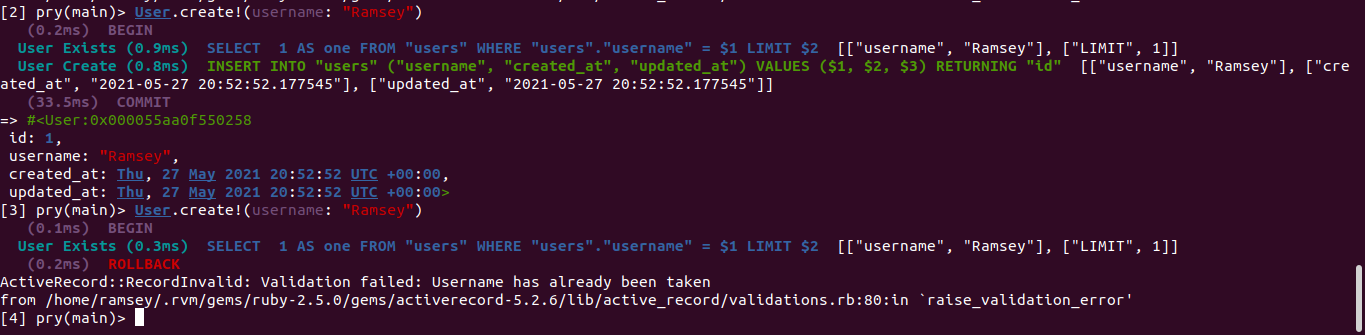 [2] pry(main)> User.create!(username: "Ramsey")
(0.2ms)  BEGIN
User Exists (0.9ms)  SELECT  1 AS one FROM "users" WHERE "users"."username" = $1 LIMIT $2  [["username", "Ramsey"], ["LIMIT", 1]]
User Create (0.8ms)  INSERT INTO "users" ("username", "created_at", "updated_at") VALUES ($1, $2, $3) RETURNING "id"  [["username", "Ramsey"], ["cre
ated_at", "2021-05-27 20:52:52.177545"], ["updated_at", "2021-05-27 20:52:52.177545"]]
(33.5ms)  COMMIT
=> #<User:0x000055aa0f550258
id: 1,
username: "Ramsey",
created_at: Thu, 27 May 2021 20:52:52 UTC +00:00,
updated_at: Thu, 27 May 2021 20:52:52 UTC +00:00>
[3] pry(main)> User.create!(username: "Ramsey")
(0.1ms)  BEGIN
User Exists (0.3ms)  SELECT  1 AS one FROM "users" WHERE "users"."username" = $1 LIMIT $2  [["username", "Ramsey"], ["LIMIT", 1]]
(0.2ms)  ROLLBACK
ActiveRecord::RecordInvalid: Validation failed: Username has already been taken
from /home/ramsey/.rvm/gems/ruby-2.5.0/gems/activerecord-5.2.6/lib/active_record/validations.rb:80:in `raise_validation_error'
[4] pry(main)>